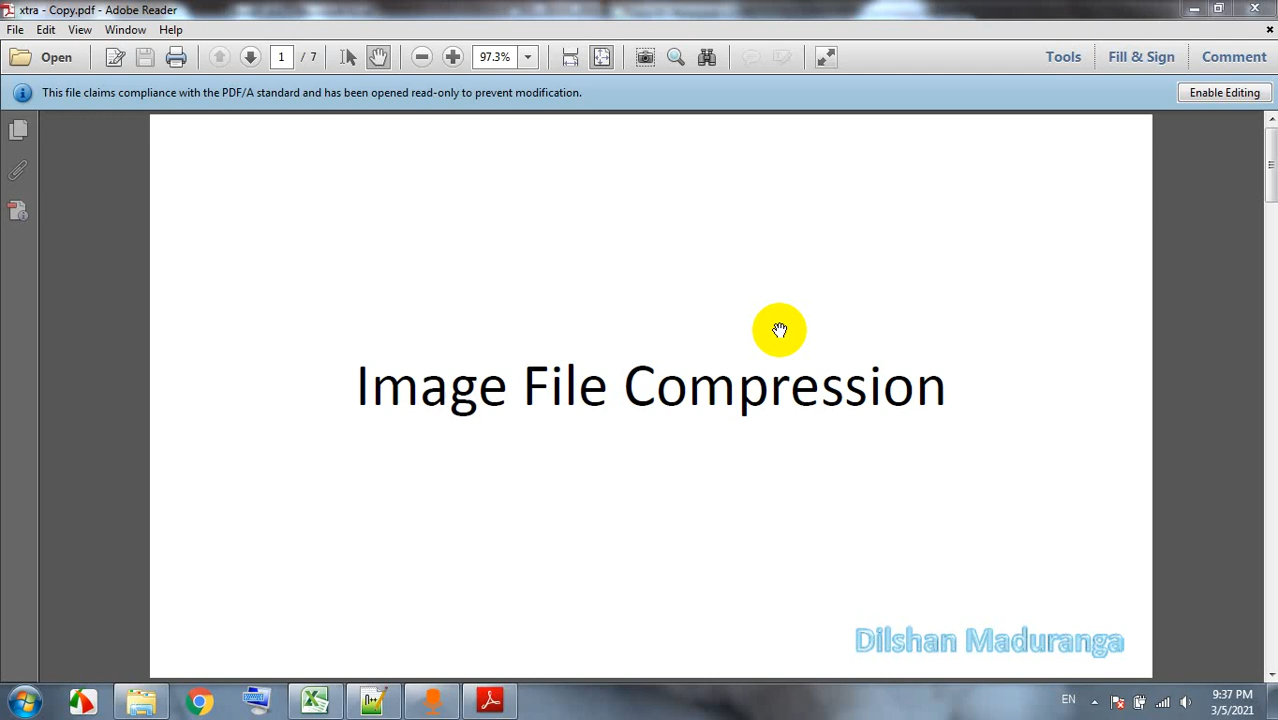 xtra - Copy.pdf - Adobe Reader
File Edit View Window Help
Open 1 / 7 97.3% Tools Fill & Sign Comment
This file claims compliance with the PDF/A standard and has been opened read-only to prevent modification. Enable Editing
Image File Compression
Dilshan Maduranga
EN 9:37 PM
3/5/2021